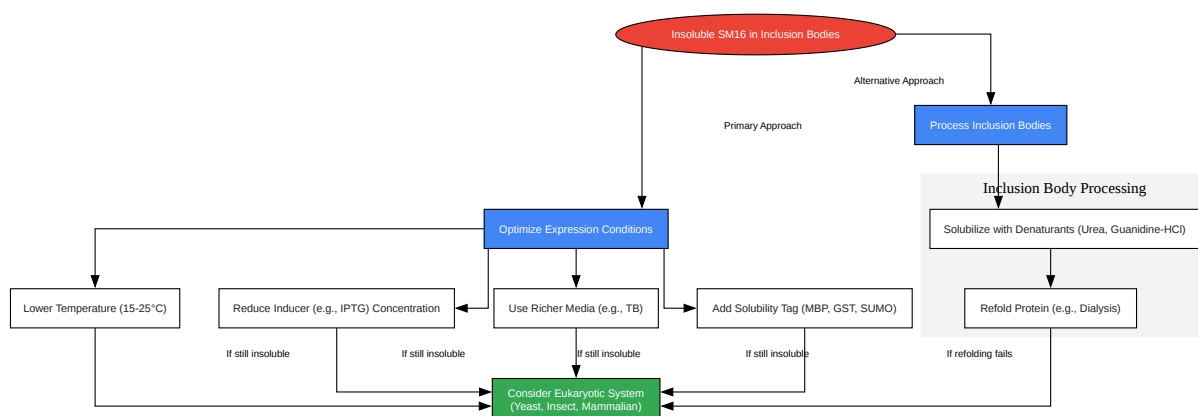 Insoluble SM16 in Inclusion Bodies
Alternative Approach
Primary Approach
Process Inclusion Bodies
Inclusion Body Processing
Optimize Expression Conditions
Solubilize with Denaturants (Urea, Guanidine-HCl)
Lower Temperature (15-25°C)
Reduce Inducer (e.g., IPTG) Concentration
Use Richer Media (e.g., TB)
Add Solubility Tag (MBP, GST, SUMO)
Refold Protein (e.g., Dialysis)
If still insoluble
If still insoluble
If still insoluble
If still insoluble
If refolding fails
Consider Eukaryotic System
(Yeast, Insect, Mammalian)